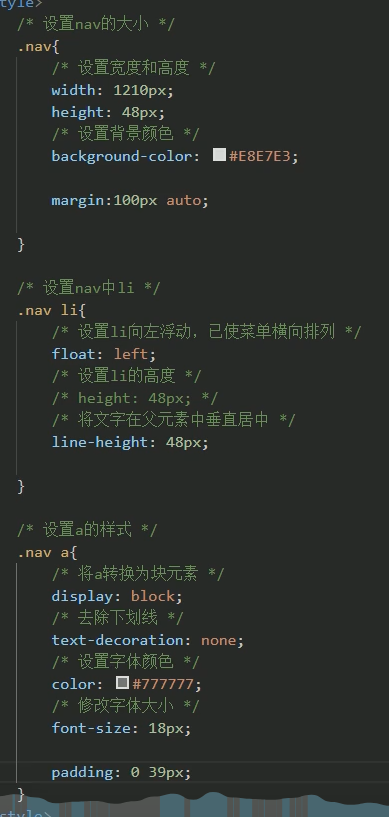 style>
/* 设置nav的大小 */
.nav{
/* 设置宽度和高度 */
width: 1210px;
height: 48px;
/* 设置背景颜色 */
background-color: #E8E7E3;
margin:100px auto;
}
/* 设置nav中li */
.nav li{
/* 设置li向左浮动，已使菜单横向排列 */
float: left;
/* 设置li的高度 */
/* height: 48px; */
/* 将文字在父元素中垂直居中 */
line-height: 48px;
}
/* 设置a的样式 */
.nav a{
/* 将a转换为块元素 */
display: block;
/* 去除下划线 */
text-decoration: none;
/* 设置字体颜色 */
color: #777777;
/* 修改字体大小 */
font-size: 18px;
padding: 0 39px;
}
style>